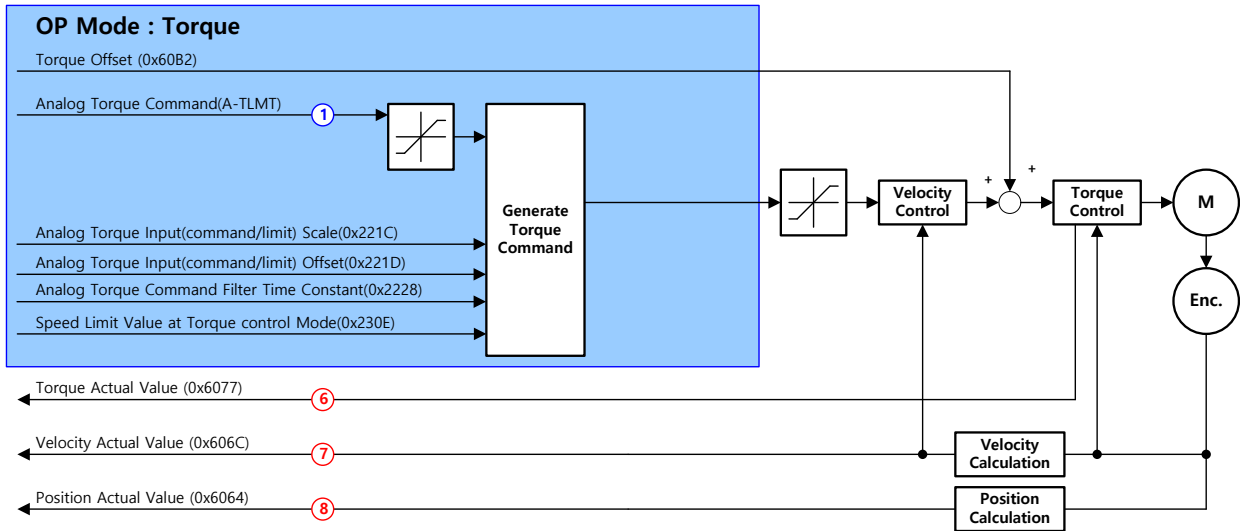 OP Mode : Torque
Torque Offset (0x60B2)
Analog Torque Command(A-TLMT)
1
Generate
Torque
Command
Analog Torque Input(command/limit) Scale(0x221C)
Analog Torque Input(command/limit) Offset(0x221D)
Analog Torque Command Filter Time Constant(0x2228)
Speed Limit Value at Torque control Mode(0x230E)
Velocity
Control
+
+
Torque
Control
M
Enc.
Torque Actual Value (0x6077)
6
Velocity Actual Value (0x606C)
7
Velocity
Calculation
Position Actual Value (0x6064)
8
Position
Calculation